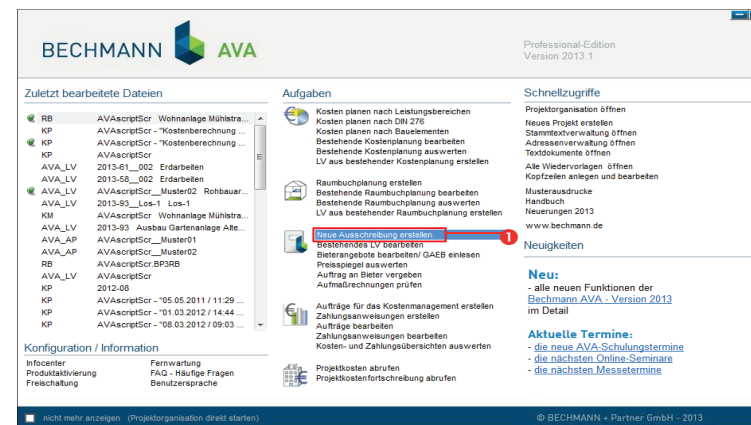 BECHMANN AVA
Professional-Edition
Version 2013.1
Zuletzt bearbeitete Dateien
RB AVAscriptScr Wohnanlage Mühlstra...
KP AVAscriptScr - "Kostenberechnung ...
KP AVAscriptScr - "Kostenberechnung ...
KP AVAscriptScr
AVA_LV 2013-61__002 Erdarbeiten
AVA_LV 2013-58__002 Erdarbeiten
AVA_LV AVAscriptScr__Muster02 Rohbauar...
AVA_LV 2013-93__Los-1 Los-1
KM AVAscriptScr Wohnanlage Mühlstra...
AVA_LV 2013-93 Ausbau Gartenanlage Alte...
AVA_AP AVAscriptScr__Muster01
AVA_AP AVAscriptScr__Muster02
RB AVAscriptScr.BP3RB
AVA_LV AVAscriptScr
KP 2012-08
KP AVAscriptScr - "05.05.2011 / 11:29 ...
KP AVAscriptScr - "01.03.2012 / 14:44 ...
KP AVAscriptScr - "08.03.2012 / 09:03 ...
Konfiguration / Information
Infocenter Fernwartung
Produktaktivierung FAQ - Häufige Fragen
Freischaltung Benutzersprache
Aufgaben
Kosten planen nach Leistungsbereichen
Kosten planen nach DIN 276
Kosten planen nach Bauelementen
Bestehende Kostenplanung bearbeiten
Bestehende Kostenplanung auswerten
LV aus bestehender Kostenplanung erstellen
Raumbuchplanung erstellen
Bestehende Raumbuchplanung bearbeiten
Bestehende Raumbuchplanung auswerten
LV aus bestehender Raumbuchplanung erstellen
Neue Ausschreibung erstellen
1
Bestehendes LV bearbeiten
Bieterangebote bearbeiten/ GAEB einlesen
Preisspiegel auswerten
Auftrag an Bieter vergeben
Aufmaßrechnungen prüfen
Aufträge für das Kostenmanagement erstellen
Zahlungsanweisungen erstellen
Aufträge bearbeiten
Zahlungsanweisungen bearbeiten
Kosten- und Zahlungsübersichten auswerten
Projektkosten abrufen
Projektkostenfortschreibung abrufen
Schnellzugriffe
Projektorganisation öffnen
Neues Projekt erstellen
Stammtextverwaltung öffnen
Adressenverwaltung öffnen
Textdokumente öffnen
Alle Wiedervorlagen öffnen
Kopfzeilen anlegen und bearbeiten
Musterausdrucke
Handbuch
Neuerungen 2013
www.bechmann.de
Neuigkeiten
Neu:
- alle neuen Funktionen der
Bechmann AVA - Version 2013
im Detail
Aktuelle Termine:
- die neue AVA-Schulungstermine
- die nächsten Online-Seminare
- die nächsten Messetermine
nicht mehr anzeigen (Projektorganisation direkt starten)
© BECHMANN + Partner GmbH - 2013